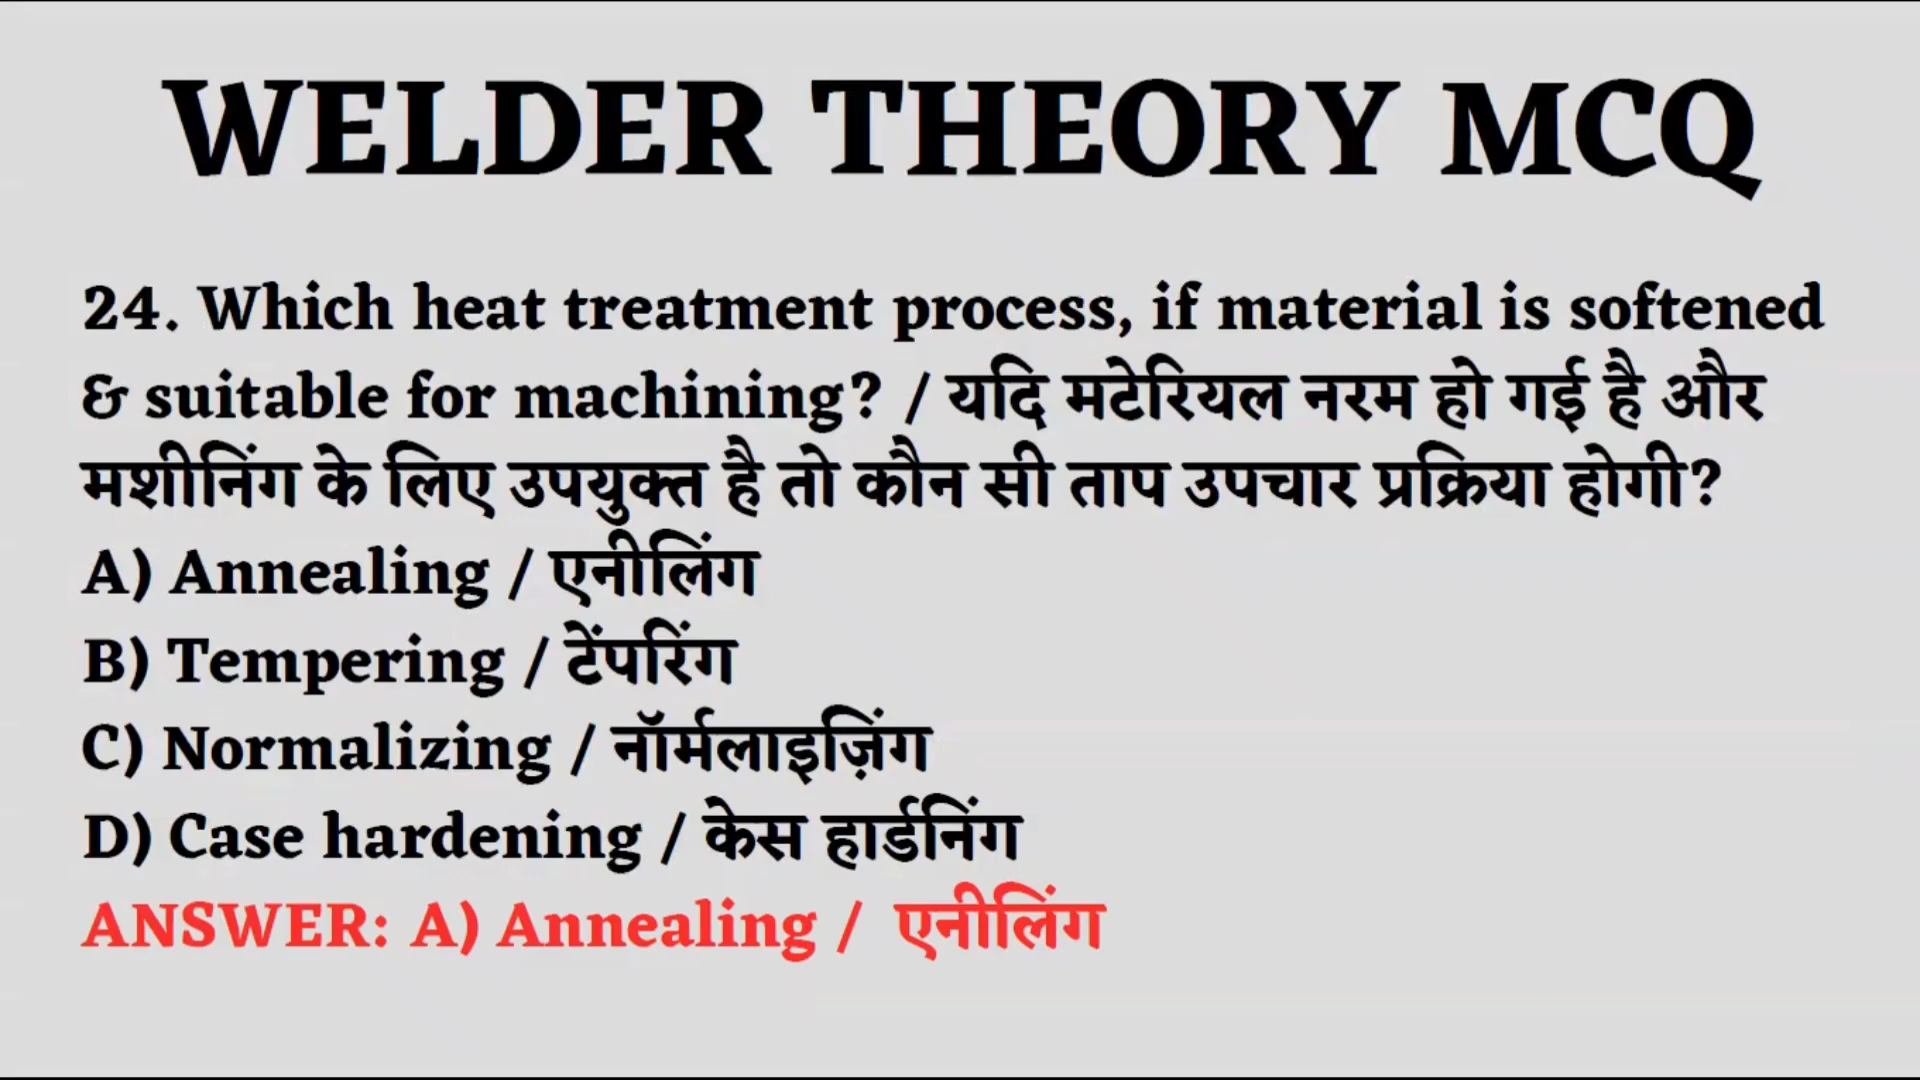 WELDER THEORY MCQ
24. Which heat treatment process, if material is softened
& suitable for machining? / यदि मटेरियल नरम हो गई है और
मशीनिंग के लिए उपयुक्त है तो कौन सी ताप उपचार प्रक्रिया होगी?
A) Annealing / एनीलिंग
B) Tempering / टेंपरिंग
C) Normalizing / नॉर्मलाइज़िंग
D) Case hardening / केस हार्डनिंग
ANSWER: A) Annealing / एनीलिंग